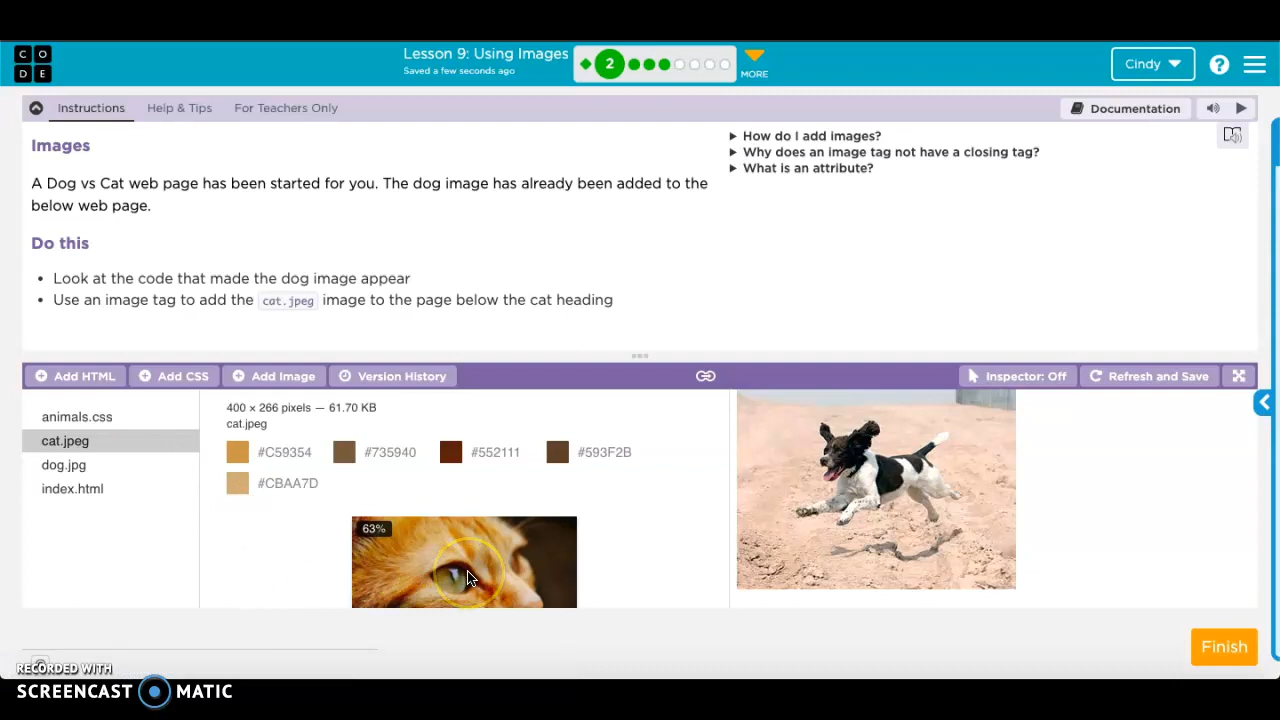 C O
D E
Lesson 9: Using Images
Saved a few seconds ago
2
MORE
Cindy
?
Instructions
Help & Tips
For Teachers Only
Documentation
Images
A Dog vs Cat web page has been started for you. The dog image has already been added to the
below web page.
Do this
• Look at the code that made the dog image appear
• Use an image tag to add the cat.jpeg image to the page below the cat heading
How do I add images?
Why does an image tag not have a closing tag?
What is an attribute?
Add HTML
Add CSS
Add Image
Version History
Inspector: Off
Refresh and Save
animals.css
cat.jpeg
dog.jpg
index.html
400 × 266 pixels — 61.70 KB
cat.jpeg
#C59354
#735940
#552111
#593F2B
#CBAA7D
63%
Finish
RECORDED WITH
SCREENCAST MATIC